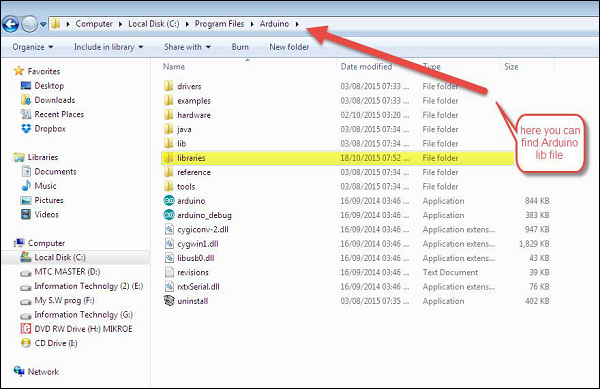 Computer ▸ Local Disk (C:) ▸ Program Files ▸ Arduino ▸
Organize Include in library Share with Burn New folder
Favorites
Desktop
Downloads
Recent Places
Dropbox
Libraries
Documents
Music
Pictures
Videos
Computer
Local Disk (C:)
MTC MASTER (D:)
Information Technolgy (2) (E:)
My S.W prog (F:)
Information Technolgy (G:)
DVD RW Drive (H:) MIKROE
CD Drive (I:)
Network
Name Date modified Type Size
drivers 03/08/2015 07:33 ... File folder
examples 03/08/2015 07:33 ... File folder
hardware 02/10/2015 03:20 ... File folder
java 03/08/2015 07:34 ... File folder
lib 03/08/2015 07:34 ... File folder
libraries 18/10/2015 07:52 ... File folder
reference 03/08/2015 07:34 ... File folder
tools 03/08/2015 07:34 ... File folder
arduino 16/09/2014 03:46 ... Application 844 KB
arduino_debug 16/09/2014 03:46 ... Application 383 KB
cygiconv-2.dll 16/09/2014 03:46 ... Application extens... 947 KB
cygwin1.dll 16/09/2014 03:46 ... Application extens... 1,829 KB
libusb0.dll 16/09/2014 03:46 ... Application extens... 43 KB
revisions 16/09/2014 03:46 ... Text Document 39 KB
rxtxSerial.dll 16/09/2014 03:46 ... Application extens... 76 KB
uninstall 03/08/2015 07:35 ... Application 402 KB
here you can
find Arduino
lib file